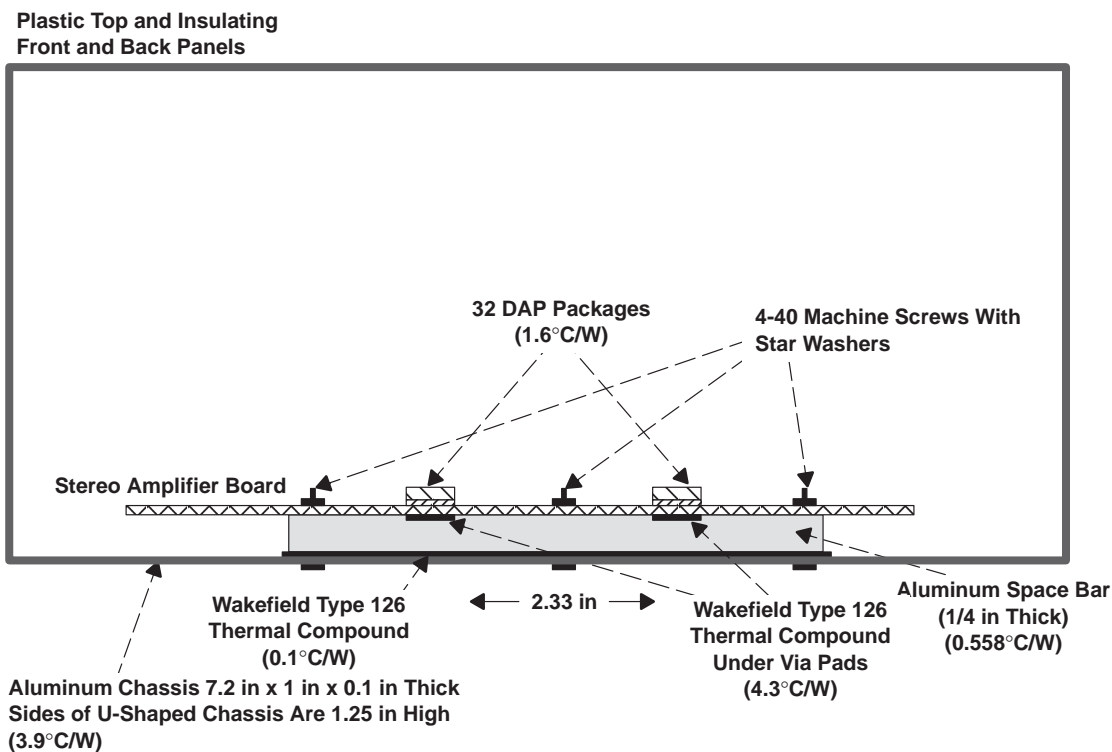 Plastic Top and Insulating
Front and Back Panels
32 DAP Packages
(1.6°C/W)
4-40 Machine Screws With
Star Washers
Stereo Amplifier Board
2.33 in
Wakefield Type 126
Thermal Compound
(0.1°C/W)
Wakefield Type 126
Thermal Compound
Under Via Pads
(4.3°C/W)
Aluminum Space Bar
(1/4 in Thick)
(0.558°C/W)
Aluminum Chassis 7.2 in x 1 in x 0.1 in Thick
Sides of U-Shaped Chassis Are 1.25 in High
(3.9°C/W)